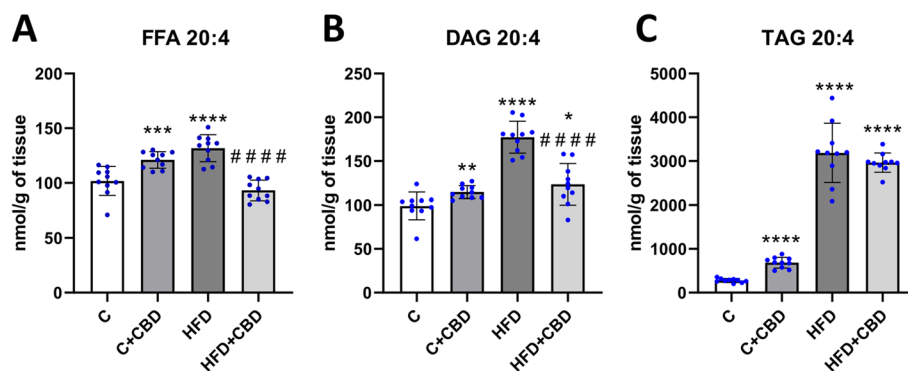 A
FFA 20:4
nmol/g of tissue
200
150
100
50
0
***
****
####
C
C+CBD
HFD
HFD+CBD
B
DAG 20:4
nmol/g of tissue
250
200
150
100
50
0
**
****
*
####
C
C+CBD
HFD
HFD+CBD
C
TAG 20:4
nmol/g of tissue
5000
4000
3000
2000
1000
0
****
****
****
C
C+CBD
HFD
HFD+CBD